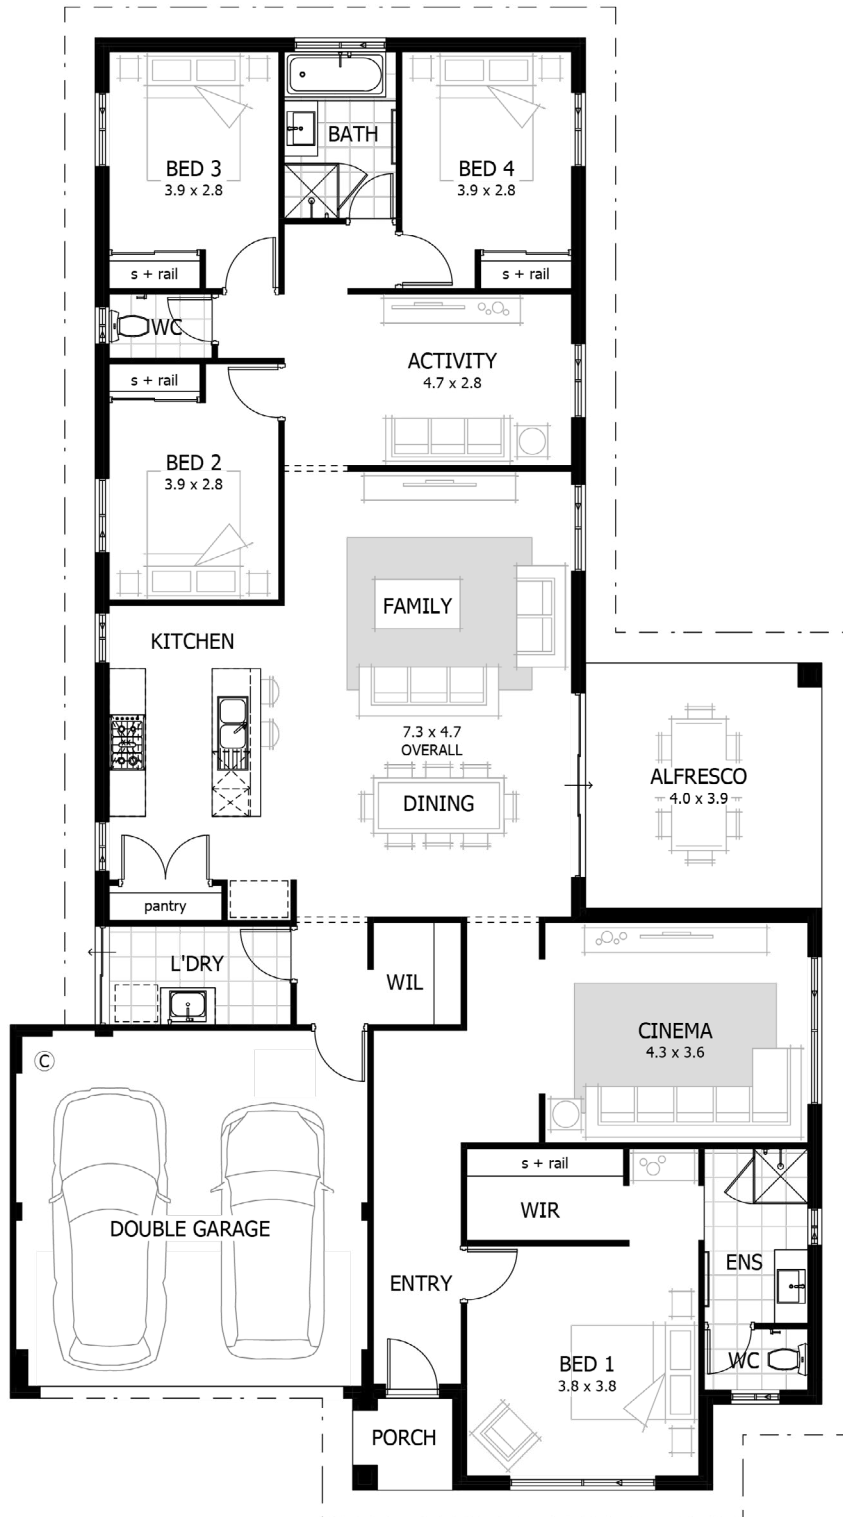 BATH
BED 3
3.9 x 2.8
BED 4
3.9 x 2.8
s + rail
s + rail
WC
ACTIVITY
4.7 x 2.8
s + rail
BED 2
3.9 x 2.8
FAMILY
KITCHEN
7.3 x 4.7
OVERALL
ALFRESCO
4.0 x 3.9
DINING
pantry
L'DRY
WIL
CINEMA
4.3 x 3.6
C
s + rail
WIR
DOUBLE GARAGE
ENS
ENTRY
WC
BED 1
3.8 x 3.8
PORCH